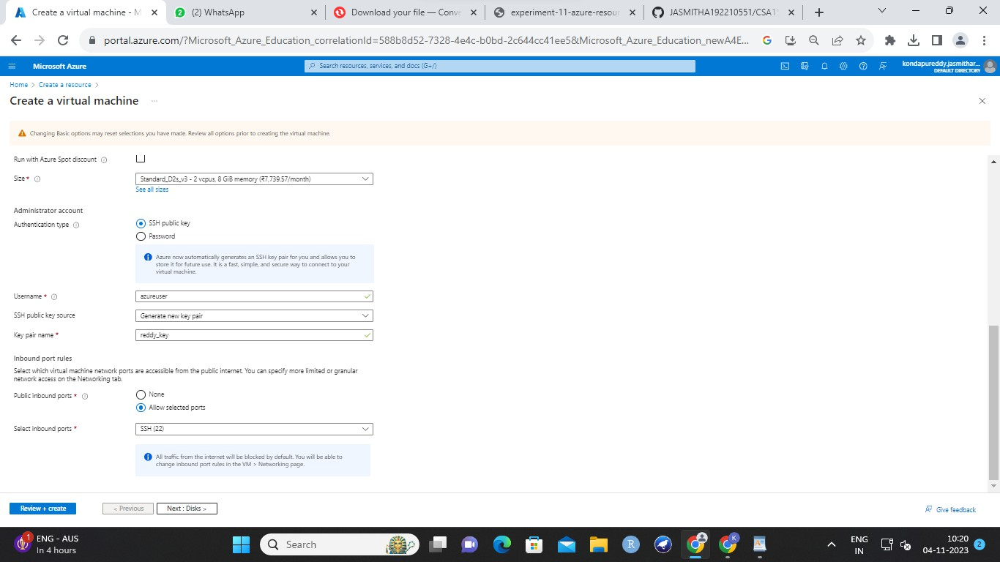 Create a virtual machine - M
(2) WhatsApp
Download your file — Conve
experiment-11-azure-resour
JASMITHA192210551/CSA13
portal.azure.com/?Microsoft_Azure_Education_correlationId=588b8d52-7328-4e4c-b0bd-2c644cc41ee5&Microsoft_Azure_Education_newA4E...
Microsoft Azure
Search resources, services, and docs (G+/)
kondapureddy.jasmithar...
DEFAULT DIRECTORY
Home > Create a resource >
Create a virtual machine ...
Changing Basic options may reset selections you have made. Review all options prior to creating the virtual machine.
Run with Azure Spot discount
Size *
Standard_D2s_v3 - 2 vcpus, 8 GiB memory (₹7,739.57/month)
See all sizes
Administrator account
Authentication type
SSH public key
Password
Azure now automatically generates an SSH key pair for you and allows you to
store it for future use. It is a fast, simple, and secure way to connect to your
virtual machine.
Username *
azureuser
SSH public key source
Generate new key pair
Key pair name *
reddy_key
Inbound port rules
Select which virtual machine network ports are accessible from the public internet. You can specify more limited or granular
network access on the Networking tab.
Public inbound ports *
None
Allow selected ports
Select inbound ports *
SSH (22)
All traffic from the internet will be blocked by default. You will be able to
change inbound port rules in the VM > Networking page.
Review + create
< Previous
Next : Disks >
Give feedback
1
ENG - AUS
In 4 hours
Search
R
K
ENG
IN
10:20
04-11-2023
2